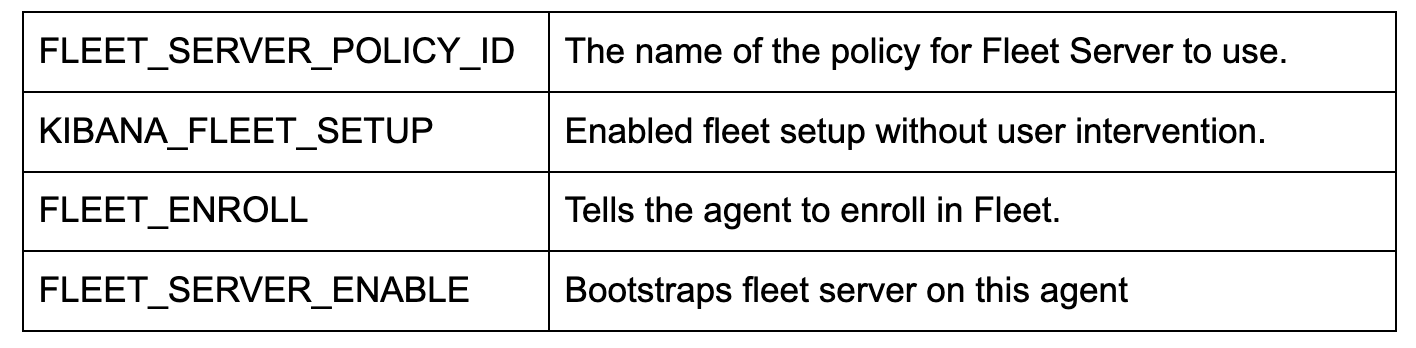 FLEET_SERVER_POLICY_ID The name of the policy for Fleet Server to use.
KIBANA_FLEET_SETUP Enabled fleet setup without user intervention.
FLEET_ENROLL Tells the agent to enroll in Fleet.
FLEET_SERVER_ENABLE Bootstraps fleet server on this agent